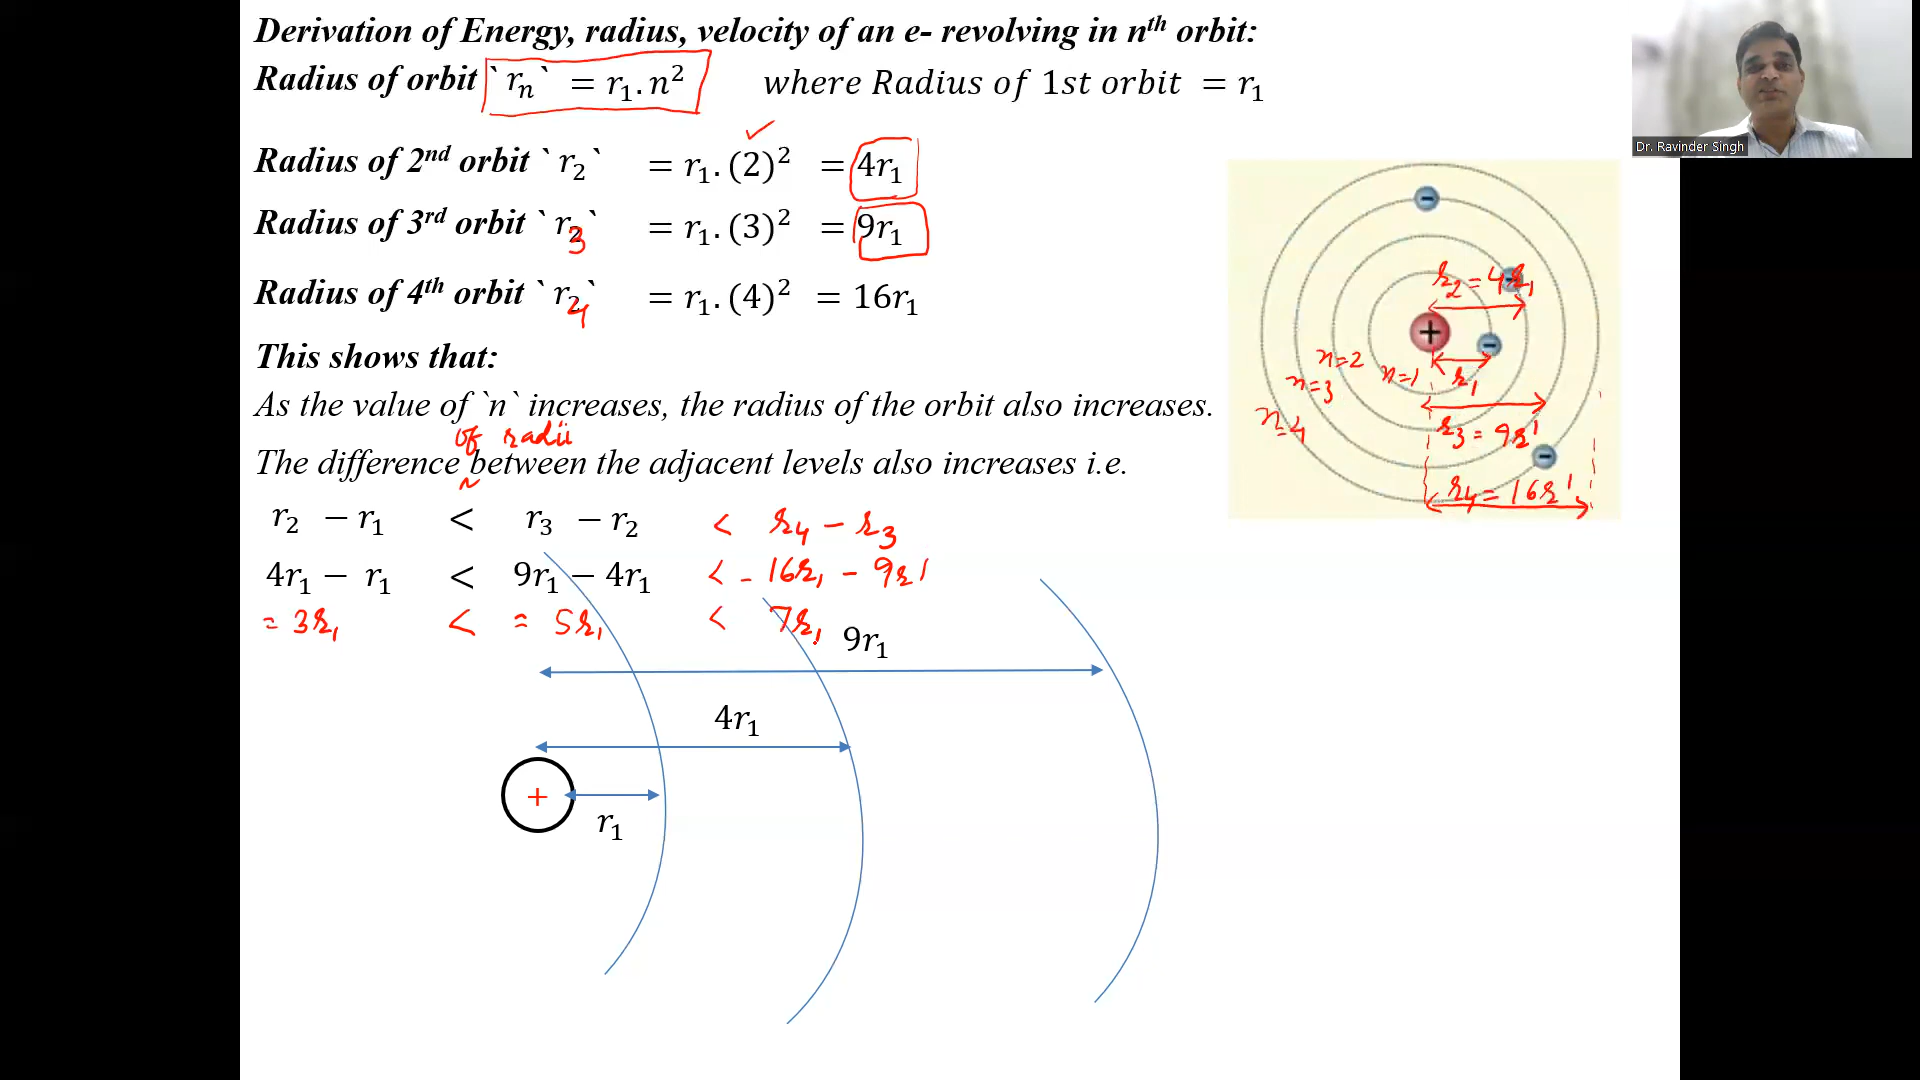 Derivation of Energy, radius, velocity of an e- revolving in nᵗʰ orbit:
Radius of orbit `rₙ` = r₁.n² where Radius of 1st orbit = r₁
Dr. Ravinder Singh
Radius of 2ⁿᵈ orbit `r₂` = r₁.(2)² = 4r₁
Radius of 3ʳᵈ orbit `r₂` = r₁.(3)² = 9r₁
3
Radius of 4ᵗʰ orbit `r₂` = r₁.(4)² = 16r₁
4
This shows that:
As the value of `n` increases, the radius of the orbit also increases.
of radii
The difference between the adjacent levels also increases i.e.
r₂ − r₁ < r₃ − r₂ < r₄ − r₃
4r₁ − r₁ < 9r₁ − 4r₁ < - 16r₁ − 9r1
= 3r₁ < = 5r₁ < 7r₁
9r₁
4r₁
+
r₁
r₂ = 4r₁
+
−
−
−
−
n=2
n=1
r₁
n=3
n=4
r₃ = 9r1
r₄ = 16r1